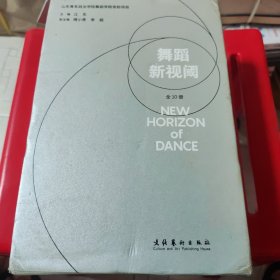 舞蹈
新视阈
全10册
NEW
HORIZON
of
DANCE
文化艺术出版社
Culture and Art Publishing House